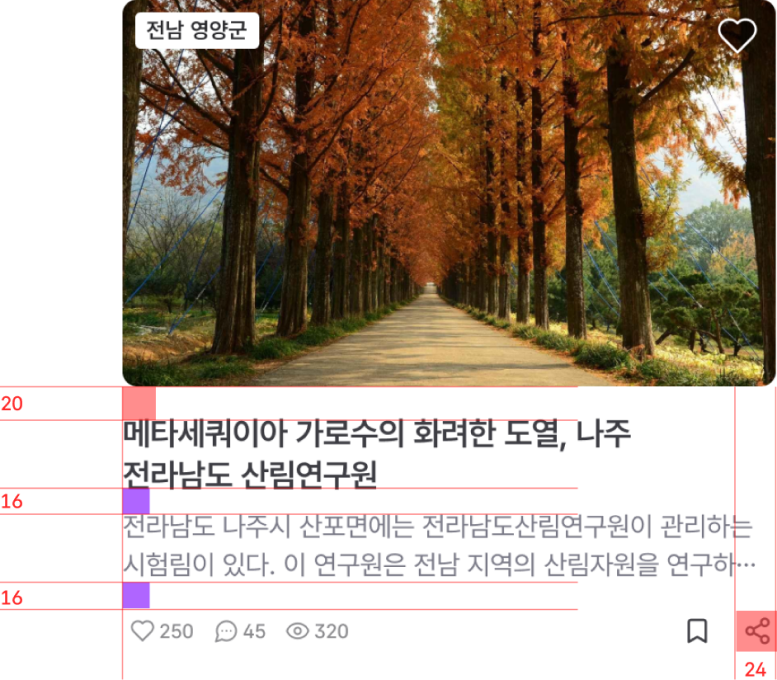 전남 영양군
20
메타세쿼이아 가로수의 화려한 도열, 나주
전라남도 산림연구원
16
전라남도 나주시 산포면에는 전라남도산림연구원이 관리하는
시험림이 있다. 이 연구원은 전남 지역의 산림자원을 연구하…
16
250 45 320
24